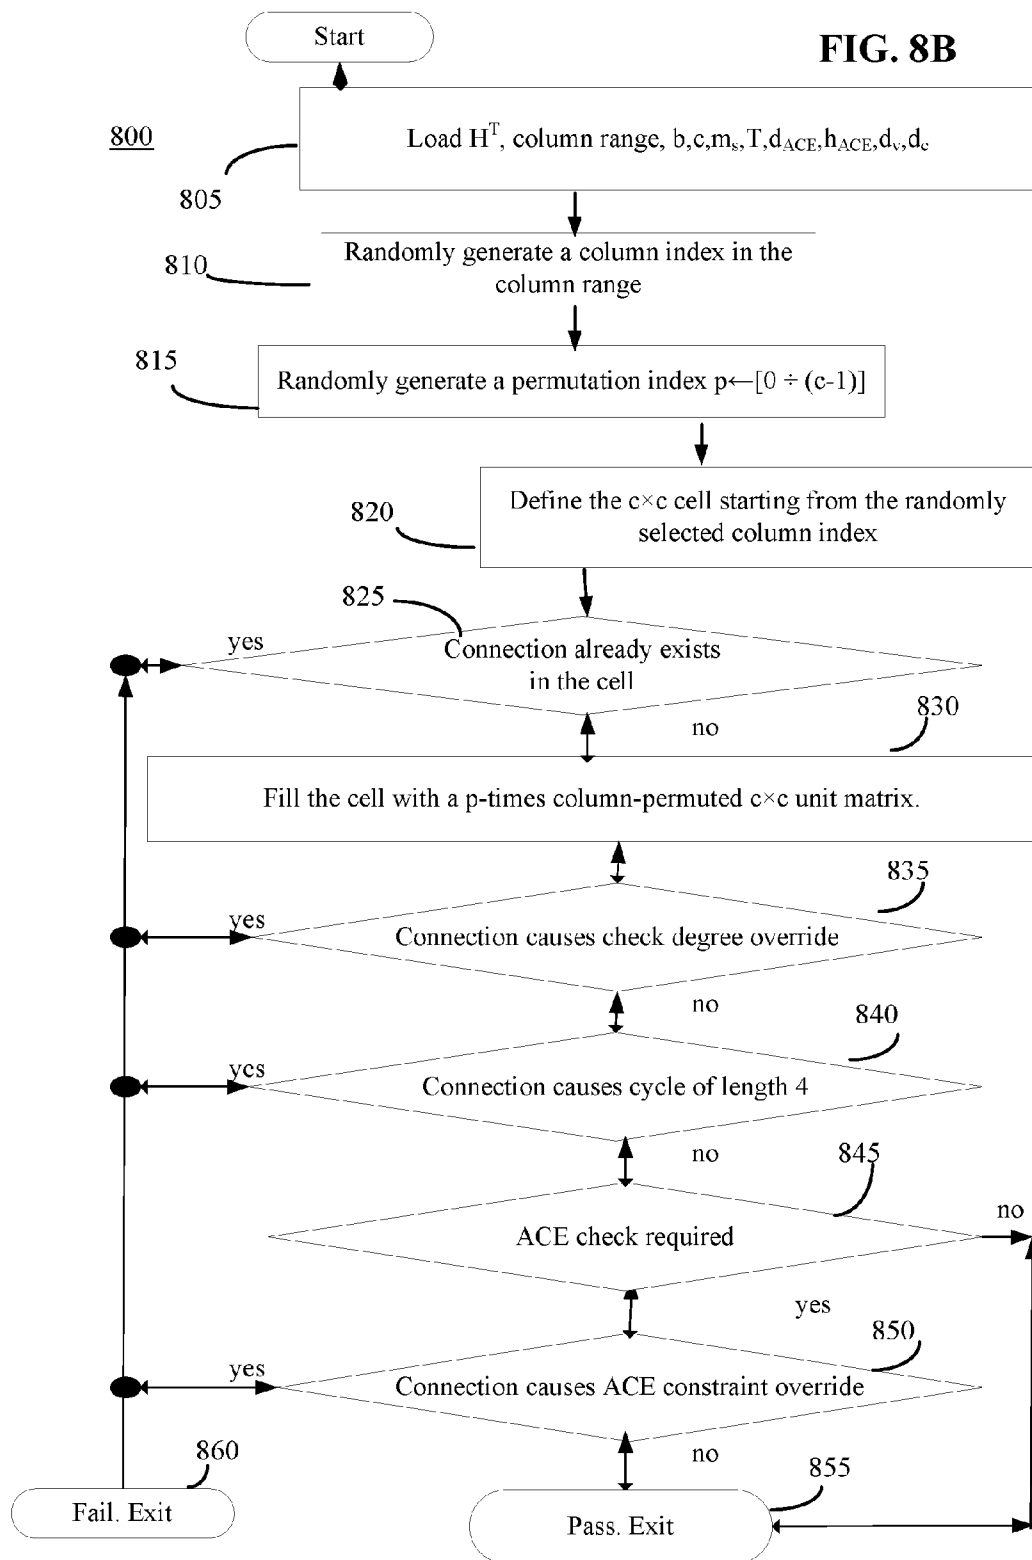 Start
FIG. 8B
800
Load H^T, column range, b,c,m_s,T,d_ACE,h_ACE,d_v,d_c
805
Randomly generate a column index in the
column range
810
815
Randomly generate a permutation index p←[0 ÷ (c-1)]
Define the c×c cell starting from the randomly
selected column index
820
825
yes
Connection already exists
in the cell
no
830
Fill the cell with a p-times column-permuted c×c unit matrix.
835
yes
Connection causes check degree override
no
840
yes
Connection causes cycle of length 4
no
845
no
ACE check required
yes
850
yes
Connection causes ACE constraint override
no
860
855
Fail. Exit
Pass. Exit